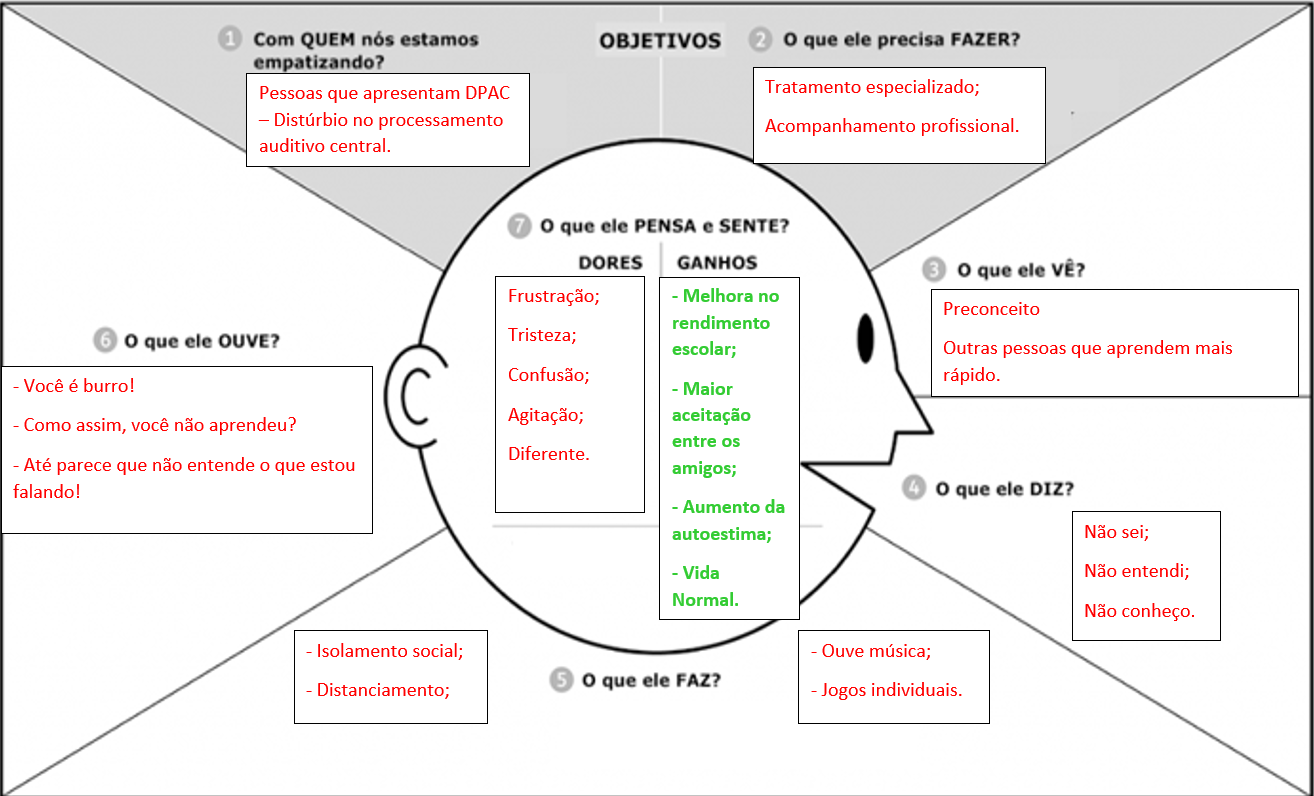 OBJETIVOS
1 Com QUEM nós estamos
empatizando?
Pessoas que apresentam DPAC
– Distúrbio no processamento
auditivo central.
2 O que ele precisa FAZER?
Tratamento especializado;
Acompanhamento profissional.
3 O que ele VÊ?
Preconceito
Outras pessoas que aprendem mais
rápido.
4 O que ele DIZ?
Não sei;
Não entendi;
Não conheço.
5 O que ele FAZ?
- Isolamento social;
- Distanciamento;
- Ouve música;
- Jogos individuais.
6 O que ele OUVE?
- Você é burro!
- Como assim, você não aprendeu?
- Até parece que não entende o que estou
falando!
7 O que ele PENSA e SENTE?
DORES
Frustração;
Tristeza;
Confusão;
Agitação;
Diferente.
GANHOS
- Melhora no
rendimento
escolar;
- Maior
aceitação
entre os
amigos;
- Aumento da
autoestima;
- Vida
Normal.